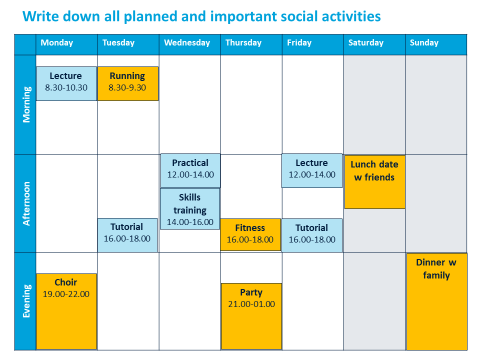 Write down all planned and important social activities
Monday
Tuesday
Wednesday
Thursday
Friday
Saturday
Sunday
Morning
Lecture
8.30-10.30
Running
8.30-9.30
Afternoon
Practical
12.00-14.00
Lecture
12.00-14.00
Lunch date
w friends
Skills
training
14.00-16.00
Tutorial
16.00-18.00
Fitness
16.00-18.00
Tutorial
16.00-18.00
Evening
Choir
19.00-22.00
Party
21.00-01.00
Dinner w
family